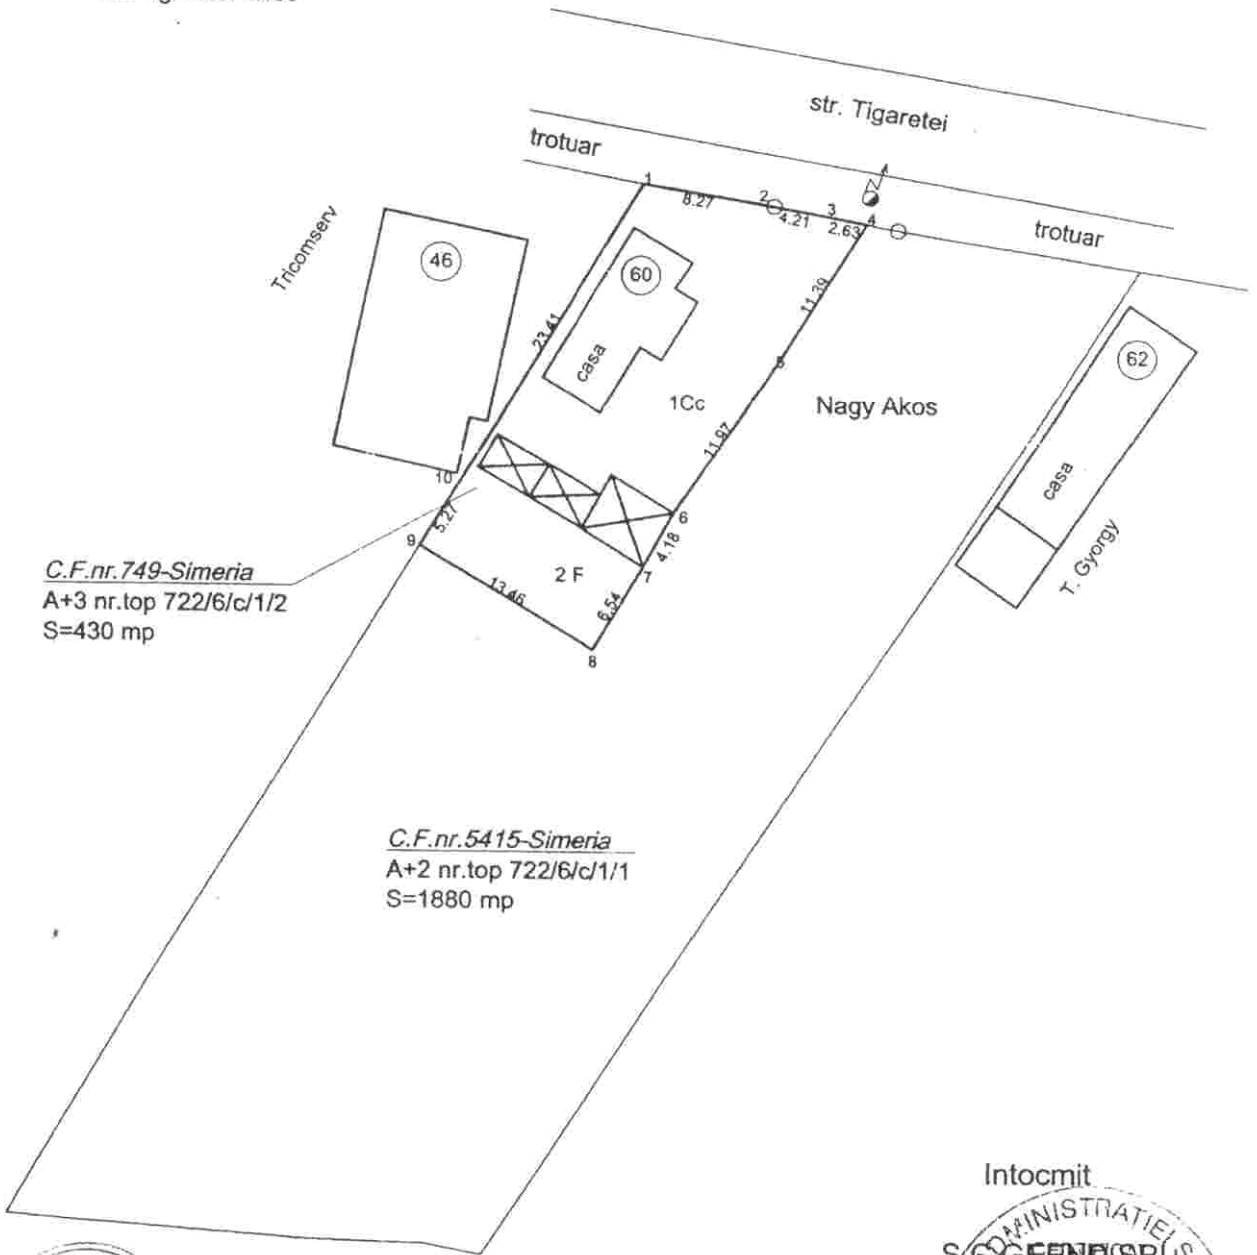 str. Tigaretei
trotuar
1
8.27
2
4.21
3
2.63
4
N
trotuar
Tricomserv
46
60
casa
23.41
11.39
5
1Cc
Nagy Akos
62
casa
11.97
10
5.27
9
6
4.18
7
2 F
13.46
6.54
8
T. Gyorgy
C.F.nr.749-Simeria
A+3 nr.top 722/6/c/1/2
S=430 mp
C.F.nr.5415-Simeria
A+2 nr.top 722/6/c/1/1
S=1880 mp
Intocmit